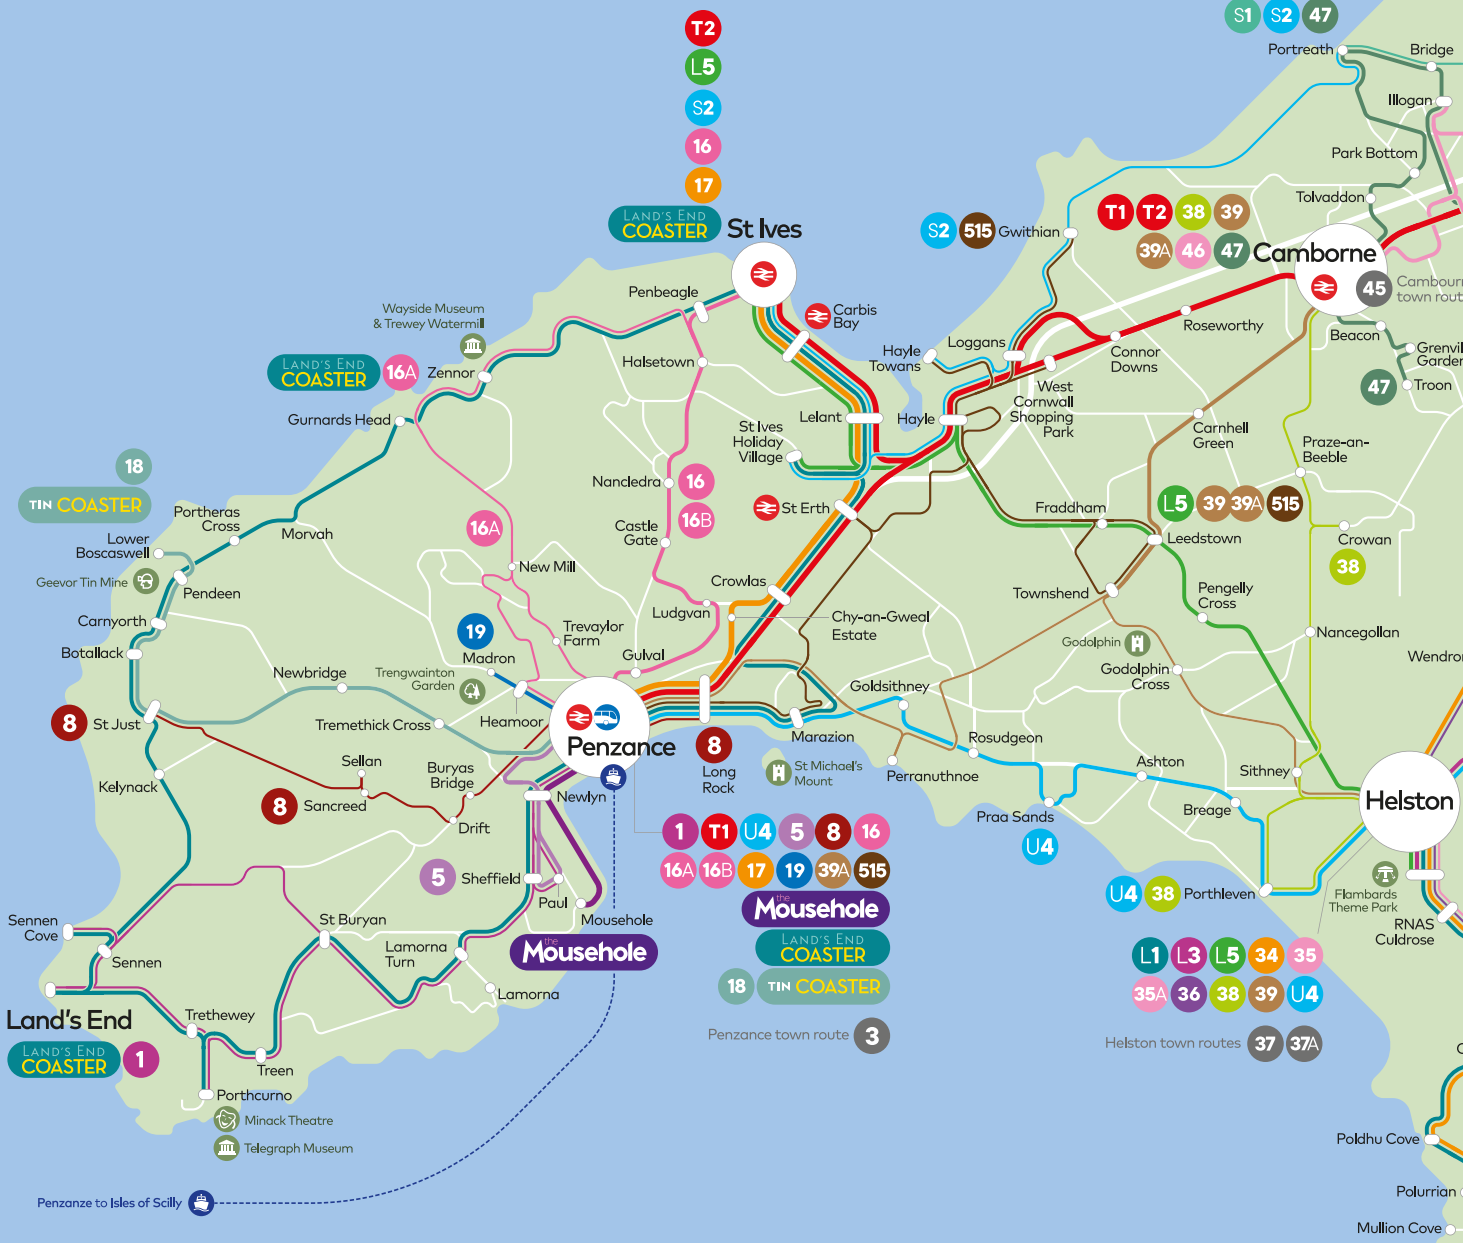 T2
L5
S2
16
17
LAND'S END
COASTER
St Ives
S1 S2 47
Portreath
Bridge
Illogan
Park Bottom
Tolvaddon
T1 T2 38 39
39A 46 47
Camborne
45
S2 515 Gwithian
Beacon
Troon
47
Roseworthy
Connor
Downs
Loggans
Hayle
Towans
West
Cornwall
Shopping
Park
Hayle
Carbis
Bay
Lelant
St Ives
Holiday
Village
St Erth
Penbeagle
Halsetown
Nancledra
16
16B
Castle
Gate
Ludgvan
Gulval
Crowlas
Chy-an-Gweal
Estate
Wayside Museum
& Trewey Watermill
LAND'S END
COASTER
16A
Zennor
Gurnards Head
18
TIN COASTER
Portheras
Cross
Morvah
Lower
Boscaswell
Geevor Tin Mine
Pendeen
Carnyorth
Botallack
16A
New Mill
Trevaylor
Farm
19
Madron
Trengwainton
Garden
Heamoor
Newbridge
Tremethick Cross
Penzance
8
St Just
Kelynack
Sellan
8
Sancreed
Buryas
Bridge
Drift
Newlyn
5
Sheffield
Paul
Mousehole
the
Mousehole
Sennen
Cove
Sennen
St Buryan
Lamorna
Turn
Lamorna
Land's End
LAND'S END
COASTER
1
Trethewey
Treen
Porthcurno
Minack Theatre
Telegraph Museum
Penzanze to Isles of Scilly
8
Long
Rock
Marazion
St Michael's
Mount
Goldsithney
Perranuthnoe
Rosudgeon
Praa Sands
U4
Ashton
Breage
Sithney
U4 38 Porthleven
Carnhell
Green
Praze-an-
Beeble
Fraddham
L5 39 39A 515
Leedstown
Crowan
38
Townshend
Pengelly
Cross
Nancegollan
Godolphin
Godolphin
Cross
Helston
Flambards
Theme Park
RNAS
Culdrose
1 T1 U4 5 8 16
16A 16B 17 19 39A 515
the
Mousehole
LAND'S END
COASTER
18 TIN COASTER
Penzance town route 3
L1 L3 L5 34 35
35A 36 38 39 U4
Helston town routes 37 37A
Poldhu Cove
Polurrian
Mullion Cove